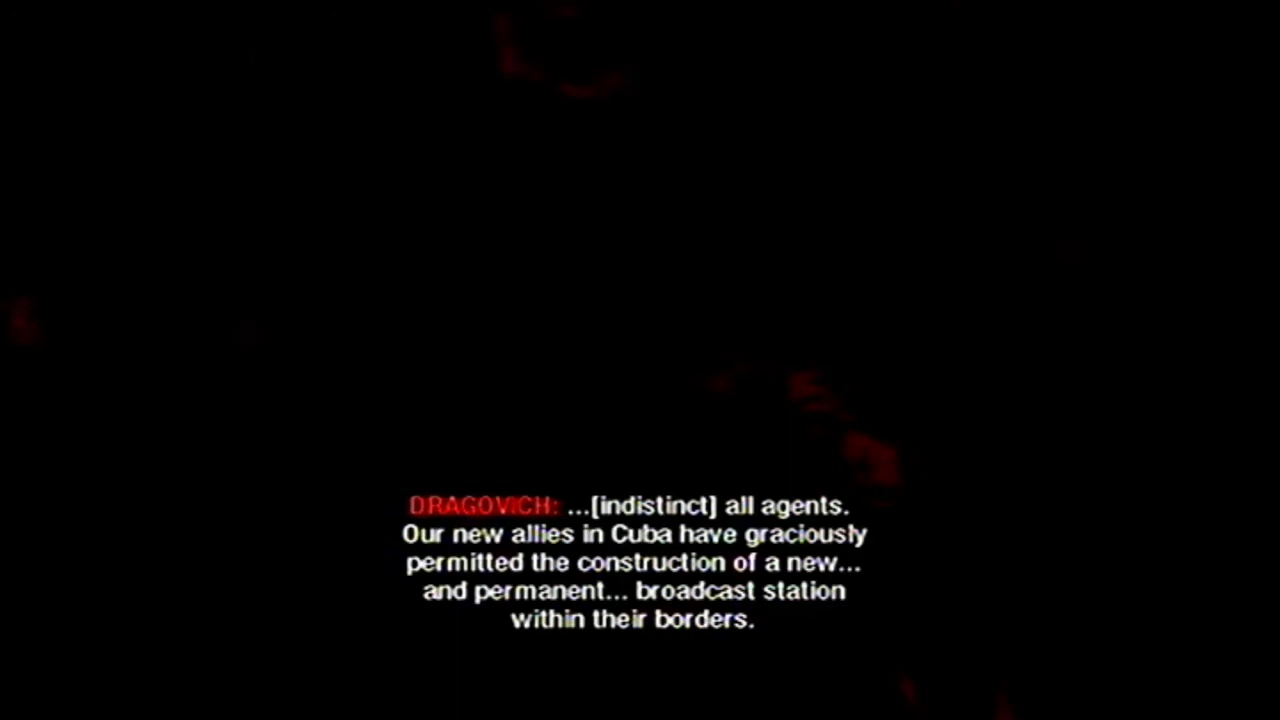 DRAGOVICH: ...[indistinct] all agents.
Our new allies in Cuba have graciously
permitted the construction of a new...
and permanent... broadcast station
within their borders.